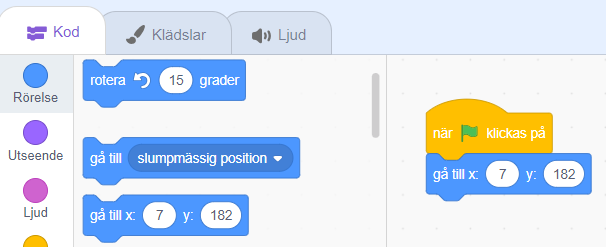 Kod
Klädslar
Ljud
Rörelse
Utseende
Ljud
rotera 15 grader
gå till slumpmässig position
gå till x: 7 y: 182
när klickas på
gå till x: 7 y: 182